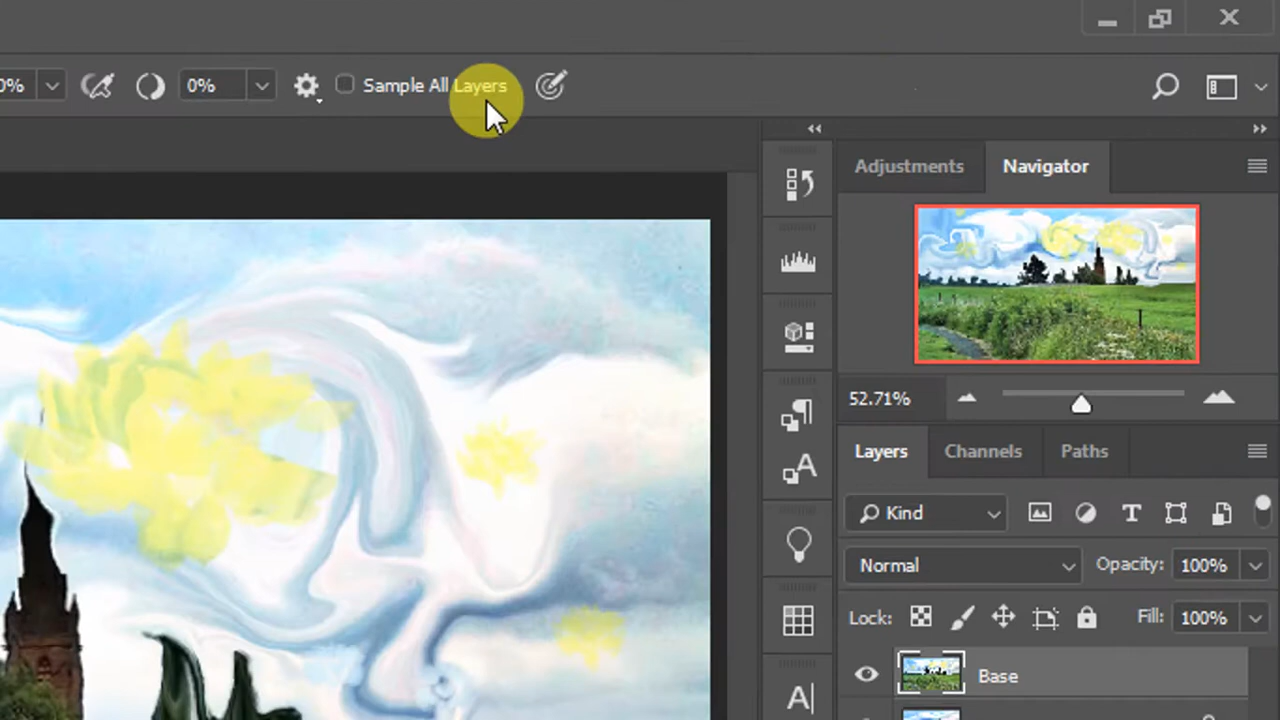 0% 0% Sample All Layers
Adjustments Navigator
52.71%
Layers Channels Paths
Kind
Normal Opacity: 100%
Lock: Fill: 100%
Base